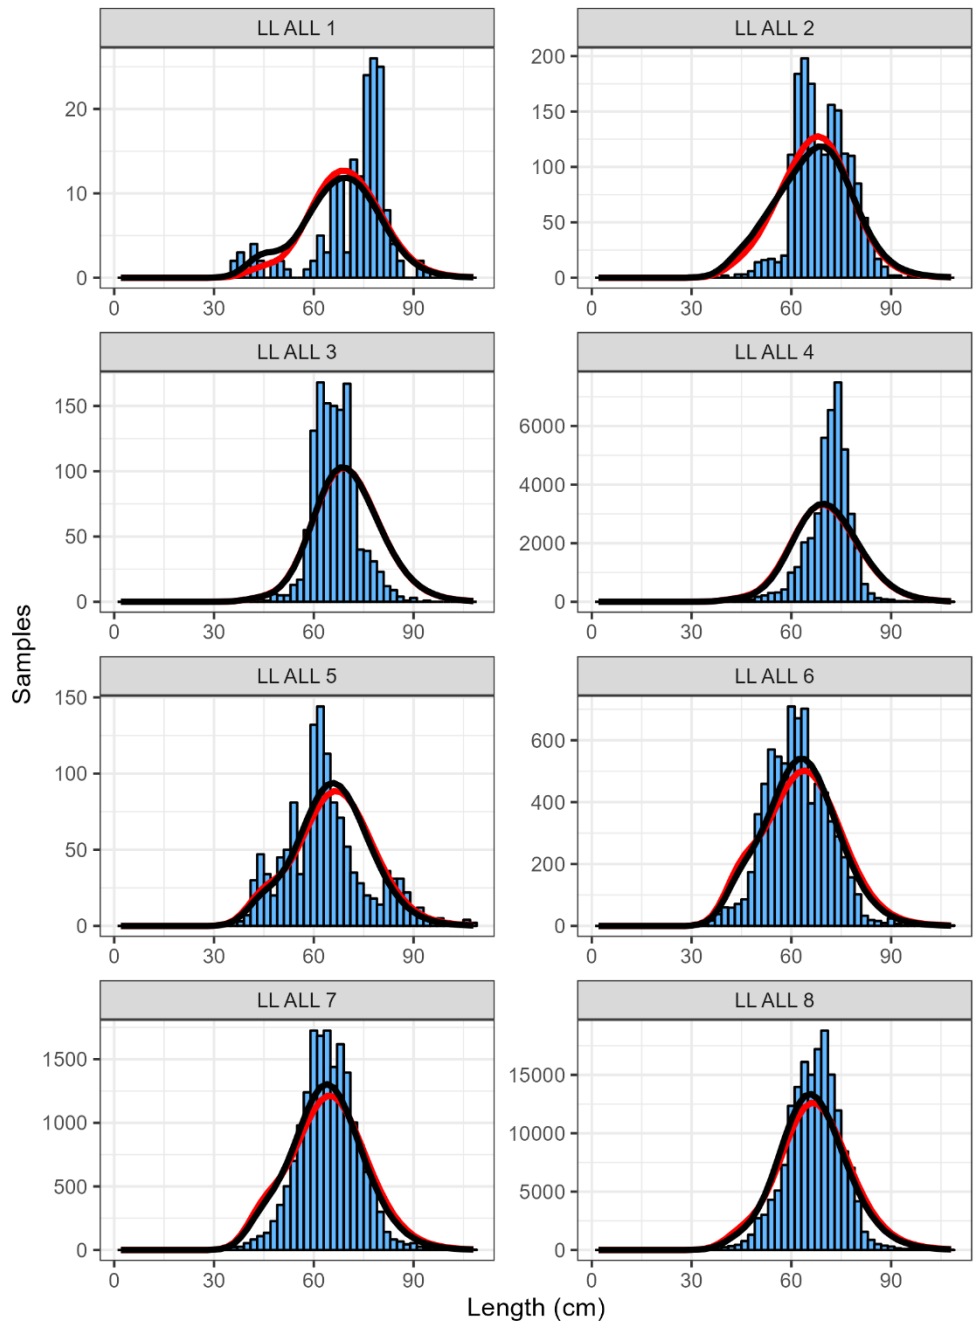 LL ALL 1
LL ALL 2
20
10
0
0 30 60 90
200
150
100
50
0
0 30 60 90
LL ALL 3
LL ALL 4
150
100
50
0
0 30 60 90
6000
4000
2000
0
0 30 60 90
Samples
LL ALL 5
LL ALL 6
150
100
50
0
0 30 60 90
600
400
200
0
0 30 60 90
LL ALL 7
LL ALL 8
1500
1000
500
0
0 30 60 90
15000
10000
5000
0
0 30 60 90
Length (cm)